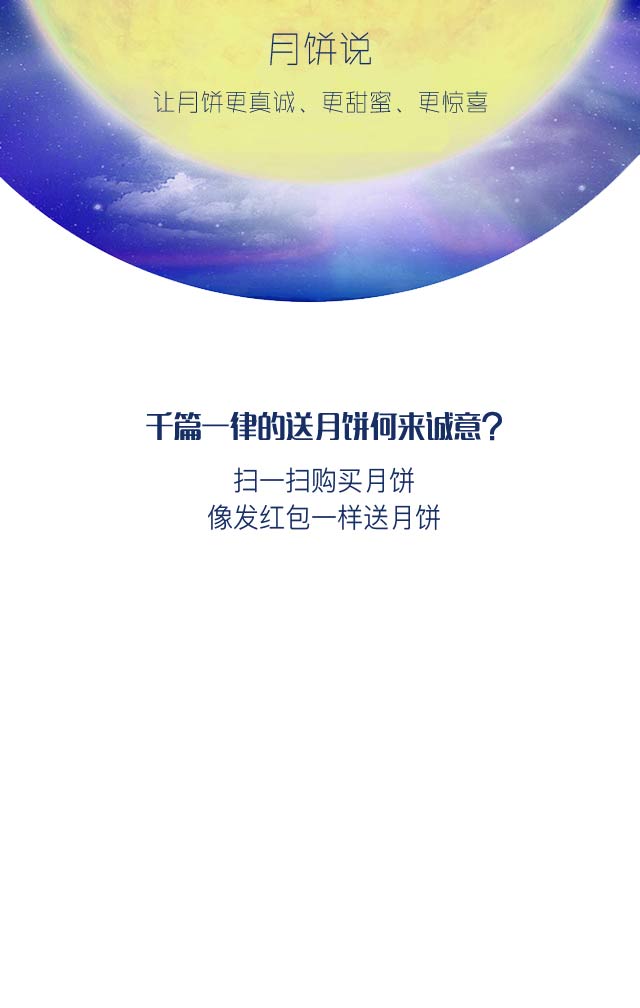 月饼说
让月饼更真诚、更甜蜜、更惊喜
千篇一律的送月饼何来诚意?
扫一扫购买月饼
像发红包一样送月饼